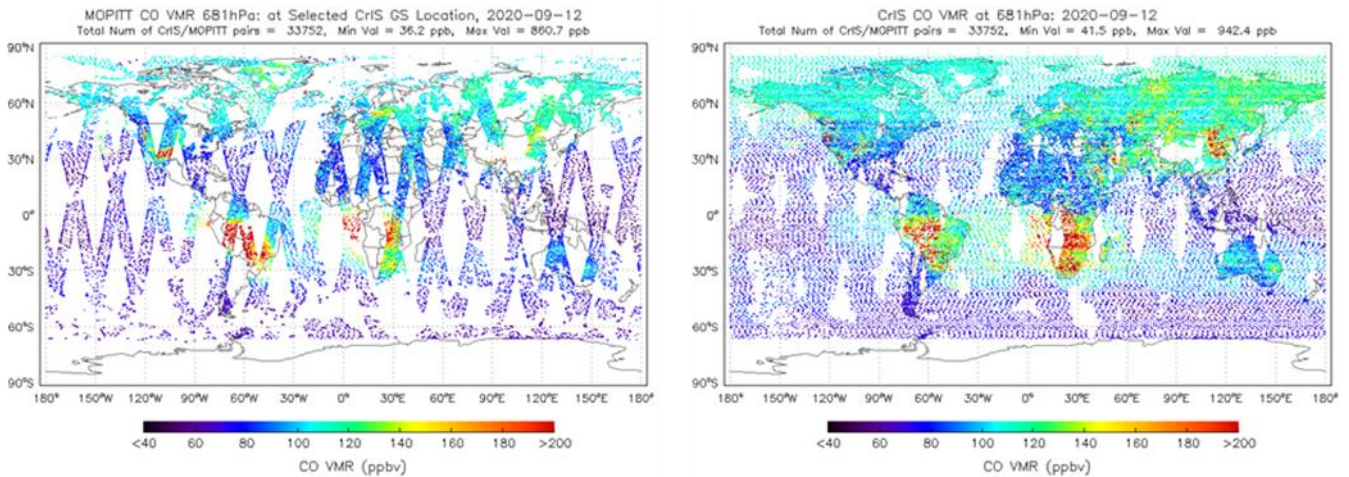 MOPITT CO VMR 681hPa: at Selected CrIS GS Location, 2020-09-12
Total Num of CrIS/MOPITT pairs = 33752, Min Val = 36.2 ppb, Max Val = 860.7 ppb
90°N
60°N
30°N
0°
30°S
60°S
90°S
180° 150°W 120°W 90°W 60°W 30°W 0° 30°E 60°E 90°E 120°E 150°E 180°
<40 60 80 100 120 140 160 180 >200
CO VMR (ppbv)
CrIS CO VMR at 681hPa: 2020-09-12
Total Num of CrIS/MOPITT pairs = 33752, Min Val = 41.5 ppb, Max Val = 942.4 ppb
90°N
60°N
30°N
0°
30°S
60°S
90°S
180° 150°W 120°W 90°W 60°W 30°W 0° 30°E 60°E 90°E 120°E 150°E 180°
<40 60 80 100 120 140 160 180 >200
CO VMR (ppbv)